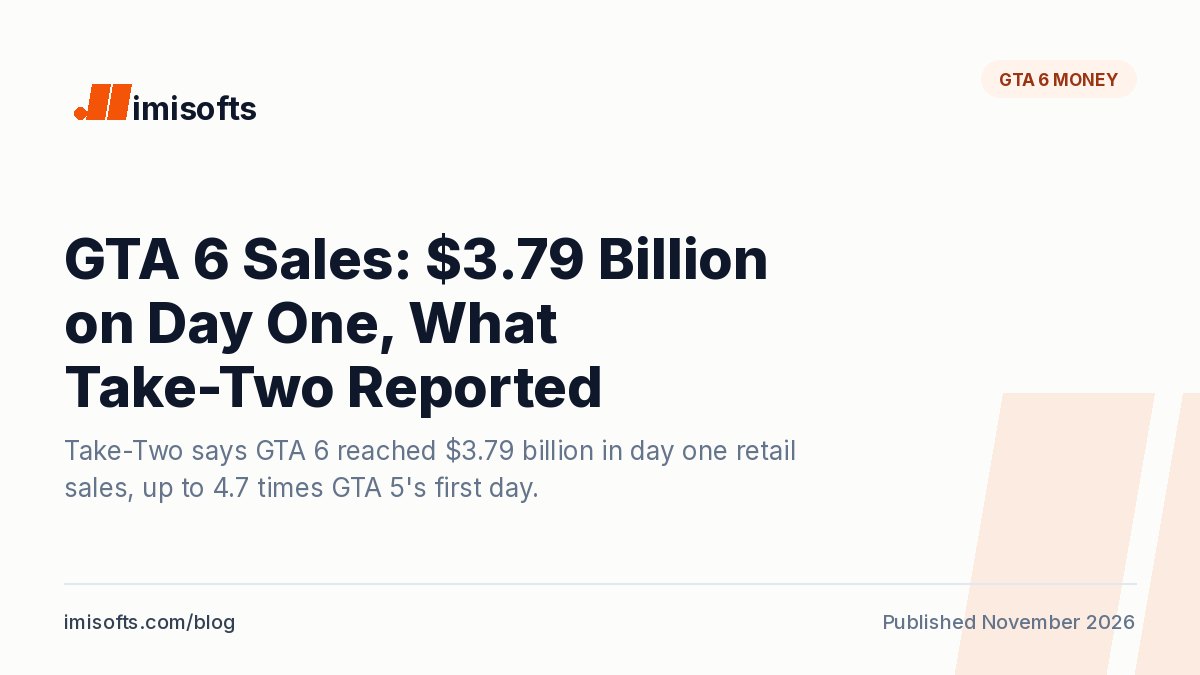 imisofts
GTA 6 MONEY
GTA 6 Sales: $3.79 Billion
on Day One, What
Take-Two Reported
Take-Two says GTA 6 reached $3.79 billion in day one retail
sales, up to 4.7 times GTA 5's first day.
imisofts.com/blog
Published November 2026